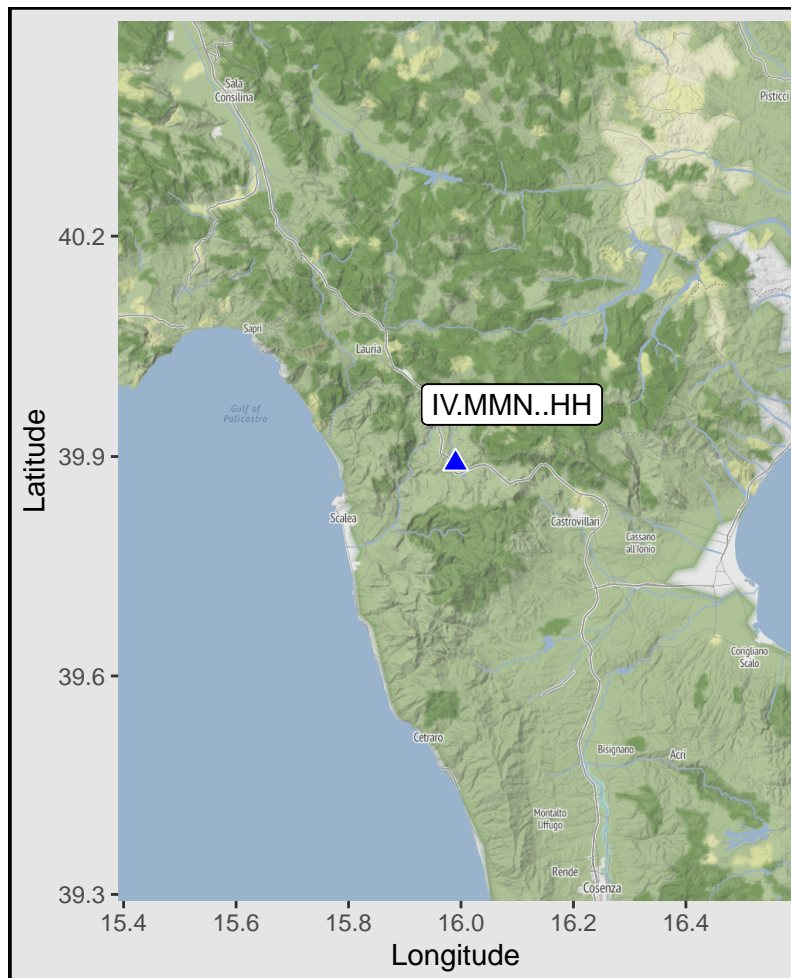 Sala
Consilina
Pisticci
40.2
Sapri
Lauria
Gulf of
Policastro
IV.MMN..HH
39.9
Latitude
Scalea
Castrovillari
Cassano
all'Ionio
39.6
Corigliano
Scalo
Cetraro
Bisignano
Acri
Montalto
Uffugo
Rende
Cosenza
39.3
15.4
15.6
15.8
16.0
16.2
16.4
Longitude